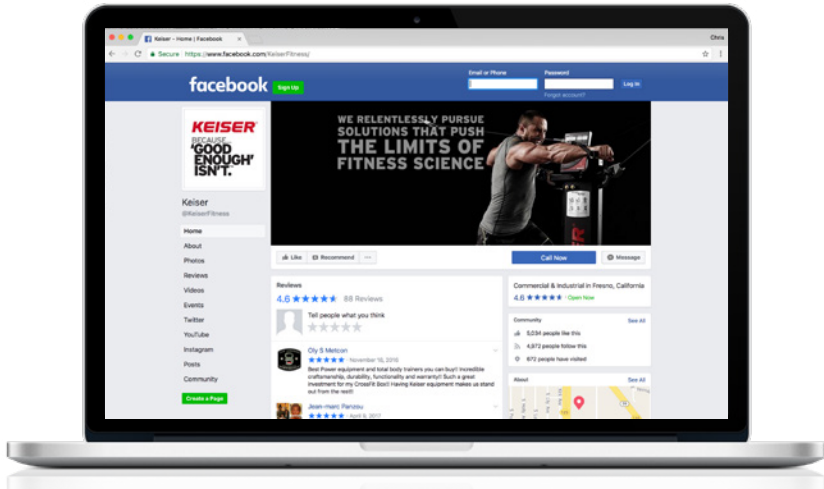 Keiser - Home | Facebook
Chris
Secure https://www.facebook.com/KeiserFitness/
facebook
Sign Up
Email or Phone
Password
Log In
Forgot account?
KEISER
BECAUSE...
'GOOD
ENOUGH'
ISN'T.
WE RELENTLESSLY PURSUE
SOLUTIONS THAT PUSH
THE LIMITS OF
FITNESS SCIENCE
KEISER
Keiser
@KeiserFitness
Home
About
Photos
Reviews
Videos
Events
Twitter
YouTube
Instagram
Posts
Community
Create a Page
Like
Recommend
Call Now
Message
Reviews
4.6
88 Reviews
Tell people what you think
Oly 5 Metcon
November 18, 2016
Best Power equipment and total body trainers you can buy!! Incredible
craftsmanship, durability, functionality and warranty!! Such a great
investment for my CrossFit Box!! Having Keiser equipment makes us stand
out from the rest!!
Jean-marc Panzou
April 9, 2017
Commercial & Industrial in Fresno, California
4.6
Open Now
Community
See All
5,034 people like this
4,972 people follow this
672 people have visited
About
See All